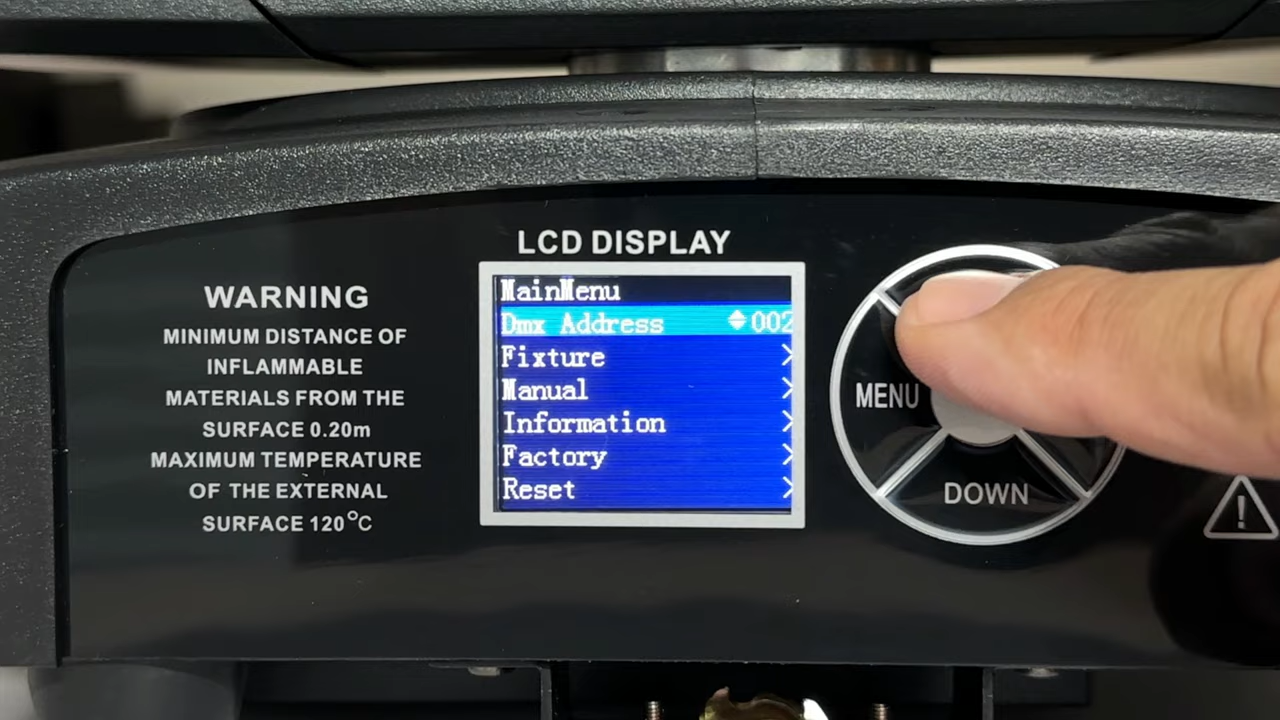 LCD DISPLAY
WARNING
MINIMUM DISTANCE OF
INFLAMMABLE
MATERIALS FROM THE
SURFACE 0.20m
MAXIMUM TEMPERATURE
OF THE EXTERNAL
SURFACE 120°C
MainMenu
Dmx Address 002
Fixture >
Manual >
Information >
Factory >
Reset >
MENU
DOWN